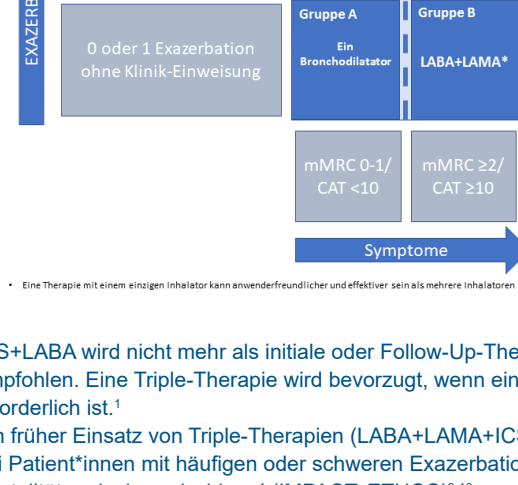 EXAZERB
Gruppe A
Gruppe B
0 oder 1 Exazerbation
ohne Klinik-Einweisung
Ein
Bronchodilatator
LABA+LAMA*
mMRC 0-1/
CAT <10
mMRC ≥2/
CAT ≥10
Symptome
• Eine Therapie mit einem einzigen Inhalator kann anwenderfreundlicher und effektiver sein als mehrere Inhalatoren
S+LABA wird nicht mehr als initiale oder Follow-Up-The
pfohlen. Eine Triple-Therapie wird bevorzugt, wenn ein
orderlich ist.¹
n früher Einsatz von Triple-Therapien (LABA+LAMA+ICS
i Patient*innen mit häufigen oder schweren Exazerbatio